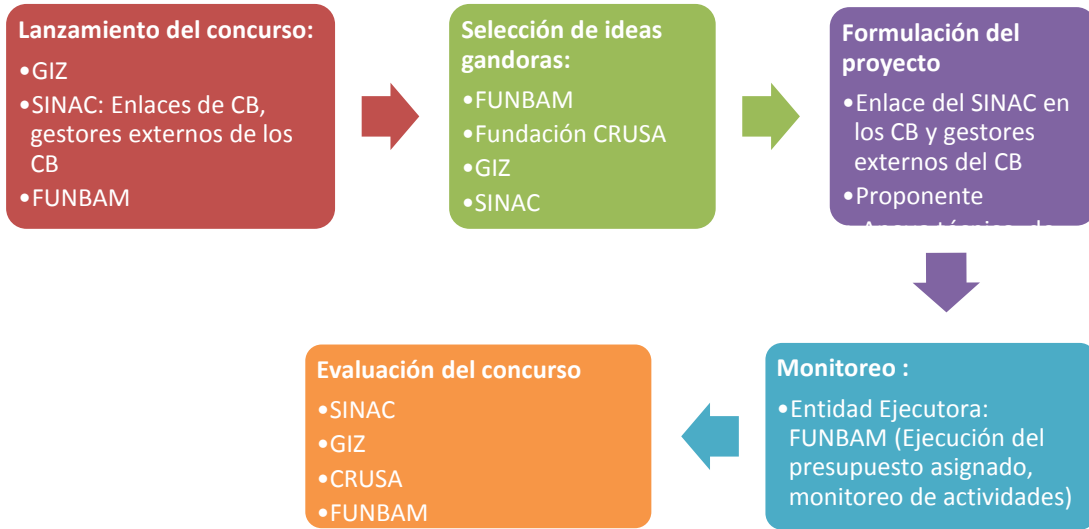 Lanzamiento del concurso:
•GIZ
•SINAC: Enlaces de CB,
gestores externos de los
CB
•FUNBAM
Selección de ideas
gandoras:
•FUNBAM
•Fundación CRUSA
•GIZ
•SINAC
Formulación del
proyecto
•Enlace del SINAC en
los CB y gestores
externos del CB
•Proponente
Monitoreo :
•Entidad Ejecutora:
FUNBAM (Ejecución del
presupuesto asignado,
monitoreo de actividades)
Evaluación del concurso
•SINAC
•GIZ
•CRUSA
•FUNBAM